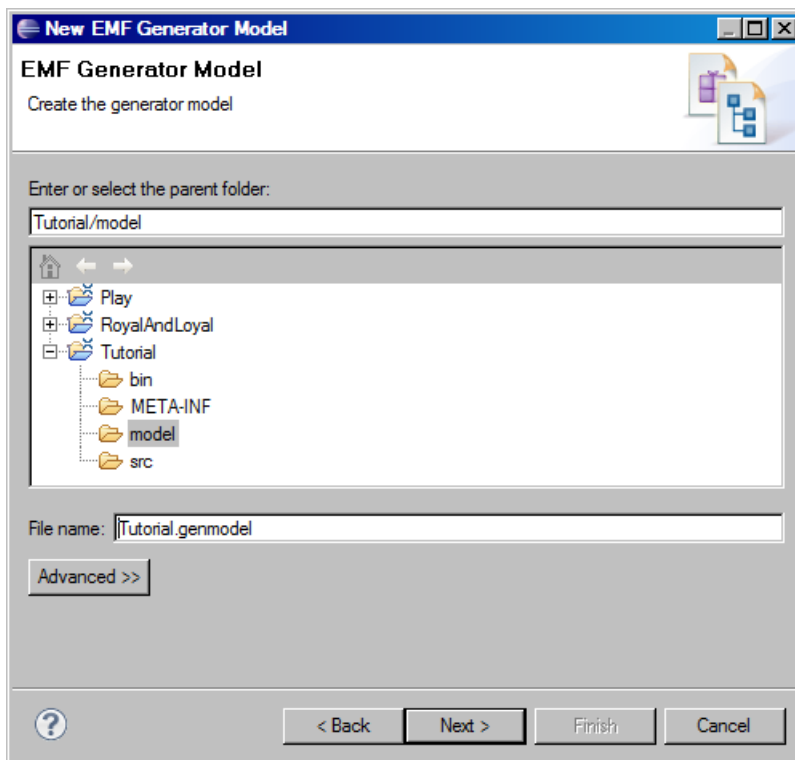 New EMF Generator Model
EMF Generator Model
Create the generator model
Enter or select the parent folder:
Tutorial/model
Play
RoyalAndLoyal
Tutorial
bin
META-INF
model
src
File name: Tutorial.genmodel
Advanced >>
? < Back Next > Finish Cancel